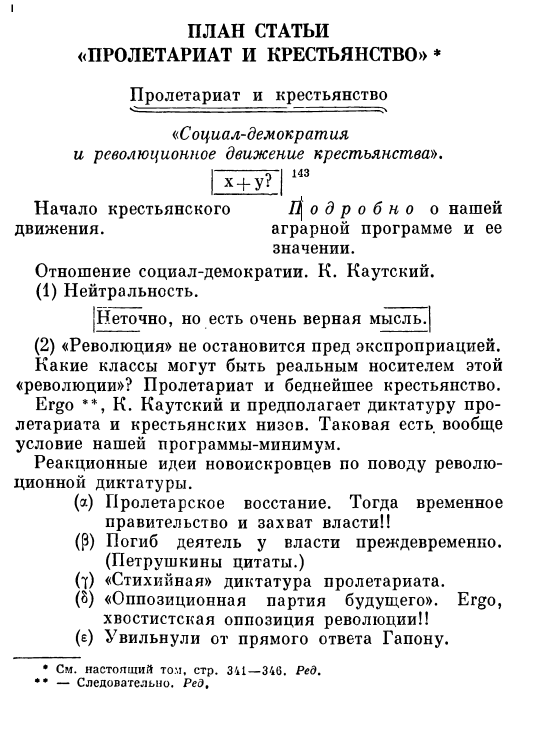 ПЛАН СТАТЬИ
«ПРОЛЕТАРИАТ И КРЕСТЬЯНСТВО» *
Пролетариат и крестьянство
«Социал-демократия
и революционное движение крестьянства».
x+y? 143
Начало крестьянского
движения.
Подробно о нашей
аграрной программе и ее
значении.
Отношение социал-демократии. К. Каутский.
(1) Нейтральность.
Неточно, но есть очень верная мысль.
(2) «Революция» не остановится пред экспроприацией.
Какие классы могут быть реальным носителем этой
«революции»? Пролетариат и беднейшее крестьянство.
Ergo **, К. Каутский и предполагает диктатуру про-
летариата и крестьянских низов. Таковая есть вообще
условие нашей программы-минимум.
Реакционные идеи новоискровцев по поводу револю-
ционной диктатуры.
(α) Пролетарское восстание. Тогда временное
правительство и захват власти!!
(β) Погиб деятель у власти преждевременно.
(Петрушкины цитаты.)
(γ) «Стихийная» диктатура пролетариата.
(δ) «Оппозиционная партия будущего». Ergo,
хвостистская оппозиция революции!!
(ε) Увильнули от прямого ответа Гапону.
* См. настоящий том, стр. 341—346. Ред.
** — Следовательно. Ред.